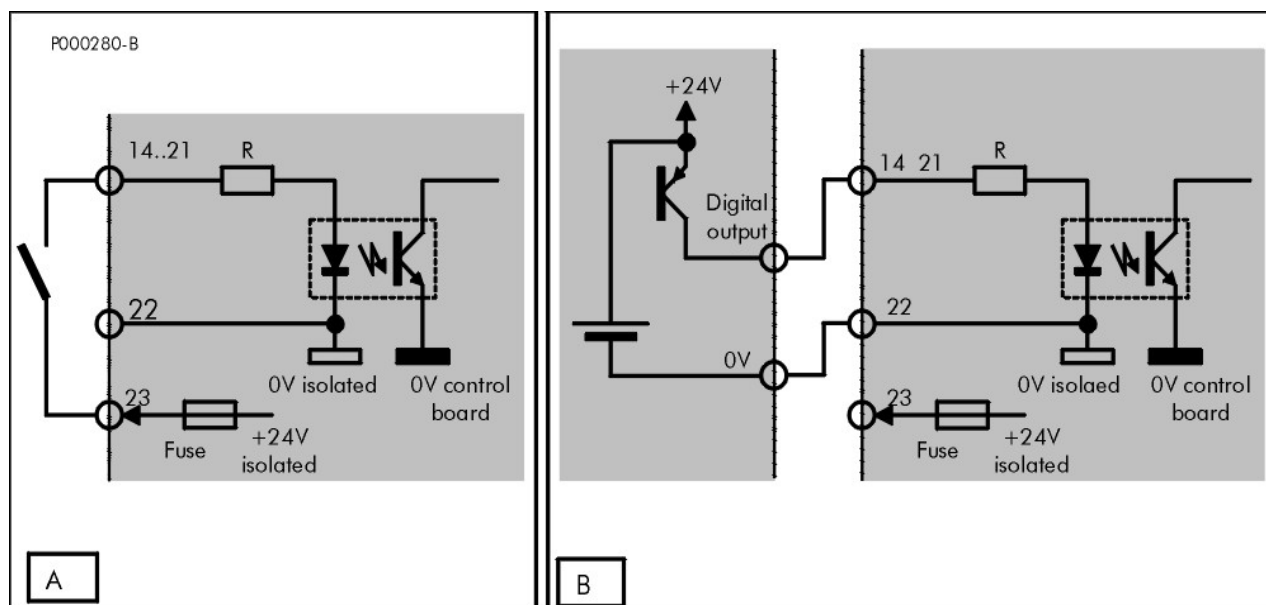 P000280-B
14..21
R
22
0V isolated
0V control
board
23
Fuse
+24V
isolated
A
+24V
Digital
output
0V
14 21
R
22
0V isolaed
0V control
board
23
Fuse
+24V
isolated
B